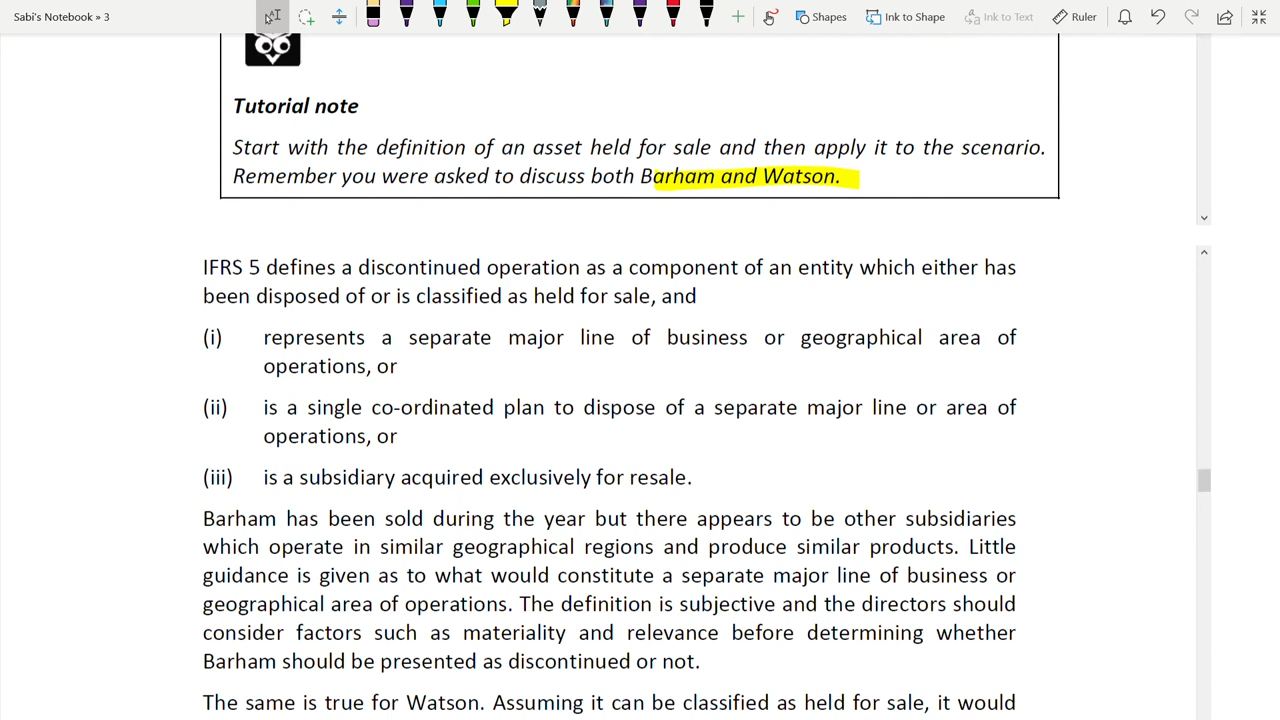 Sabi's Notebook » 3
Shapes
Ink to Shape
Ink to Text
Ruler
Tutorial note
Start with the definition of an asset held for sale and then apply it to the scenario.
Remember you were asked to discuss both Barham and Watson.
IFRS 5 defines a discontinued operation as a component of an entity which either has
been disposed of or is classified as held for sale, and
(i) represents a separate major line of business or geographical area of
operations, or
(ii) is a single co-ordinated plan to dispose of a separate major line or area of
operations, or
(iii) is a subsidiary acquired exclusively for resale.
Barham has been sold during the year but there appears to be other subsidiaries
which operate in similar geographical regions and produce similar products. Little
guidance is given as to what would constitute a separate major line of business or
geographical area of operations. The definition is subjective and the directors should
consider factors such as materiality and relevance before determining whether
Barham should be presented as discontinued or not.
The same is true for Watson. Assuming it can be classified as held for sale, it would